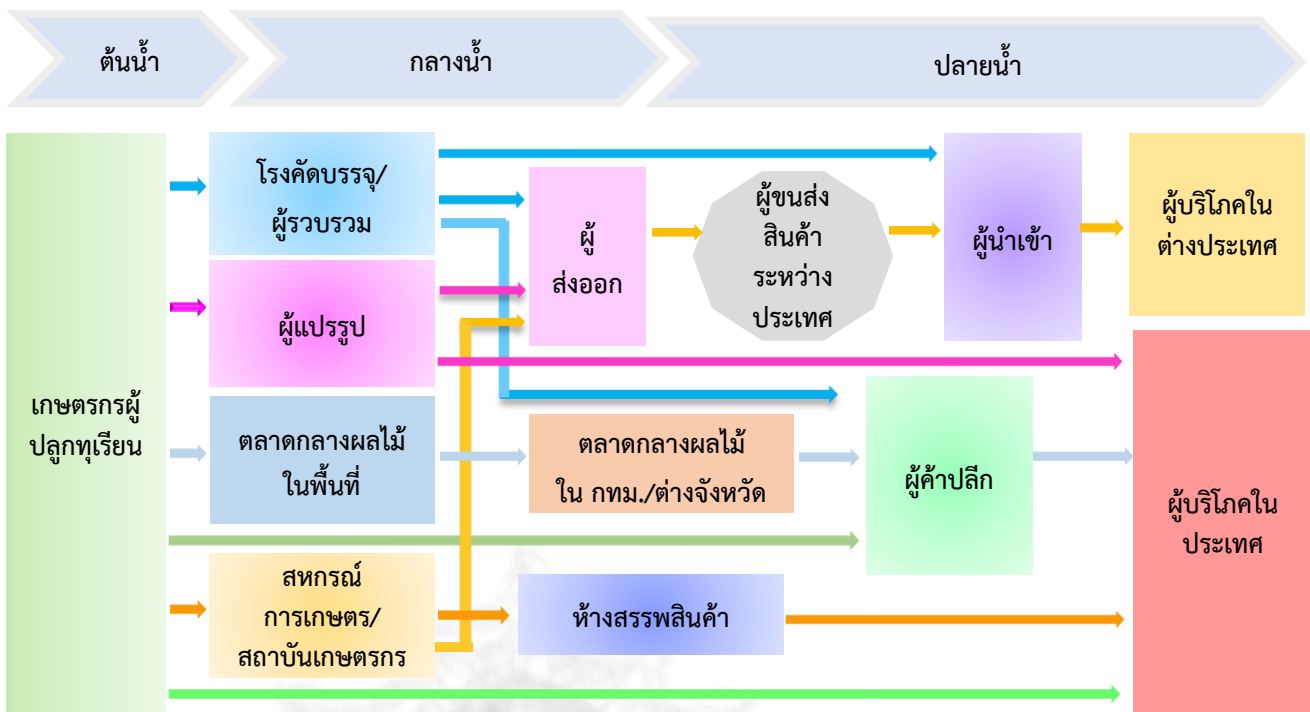 ต้นน้ำ
กลางน้ำ
ปลายน้ำ
เกษตรกรผู้
ปลูกทุเรียน
โรงคัดบรรจุ/
ผู้รวบรวม
ผู้แปรรูป
ตลาดกลางผลไม้
ในพื้นที่
สหกรณ์
การเกษตร/
สถาบันเกษตรกร
ผู้
ส่งออก
ตลาดกลางผลไม้
ใน กทม./ต่างจังหวัด
ห้างสรรพสินค้า
ผู้ขนส่ง
สินค้า
ระหว่าง
ประเทศ
ผู้นำเข้า
ผู้ค้าปลีก
ผู้บริโภคใน
ต่างประเทศ
ผู้บริโภคใน
ประเทศ